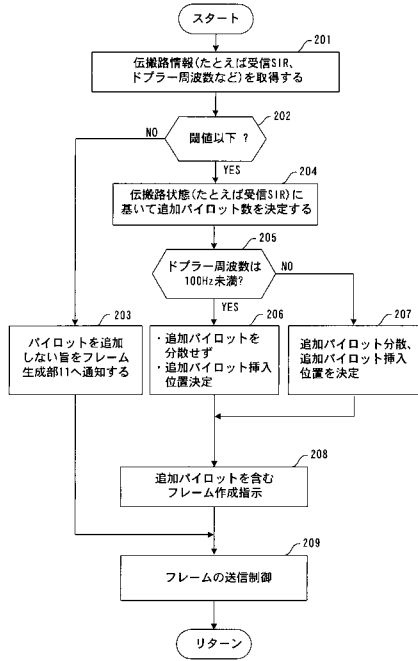 スタート
201
伝搬路情報(たとえば受信SIR、
ドプラー周波数など)を取得する
202
閾値以下 ?
NO
YES
204
伝搬路状態(たとえば受信SIR)に
基いて追加パイロット数を決定する
205
ドプラー周波数は
100Hz未満?
NO
YES
203
パイロットを追加
しない旨をフレーム
生成部11へ通知する
206
・追加パイロットを
分散せず
・追加パイロット挿入
位置決定
207
追加パイロット分散、
追加パイロット挿入
位置を決定
208
追加パイロットを含む
フレーム作成指示
209
フレームの送信制御
リターン